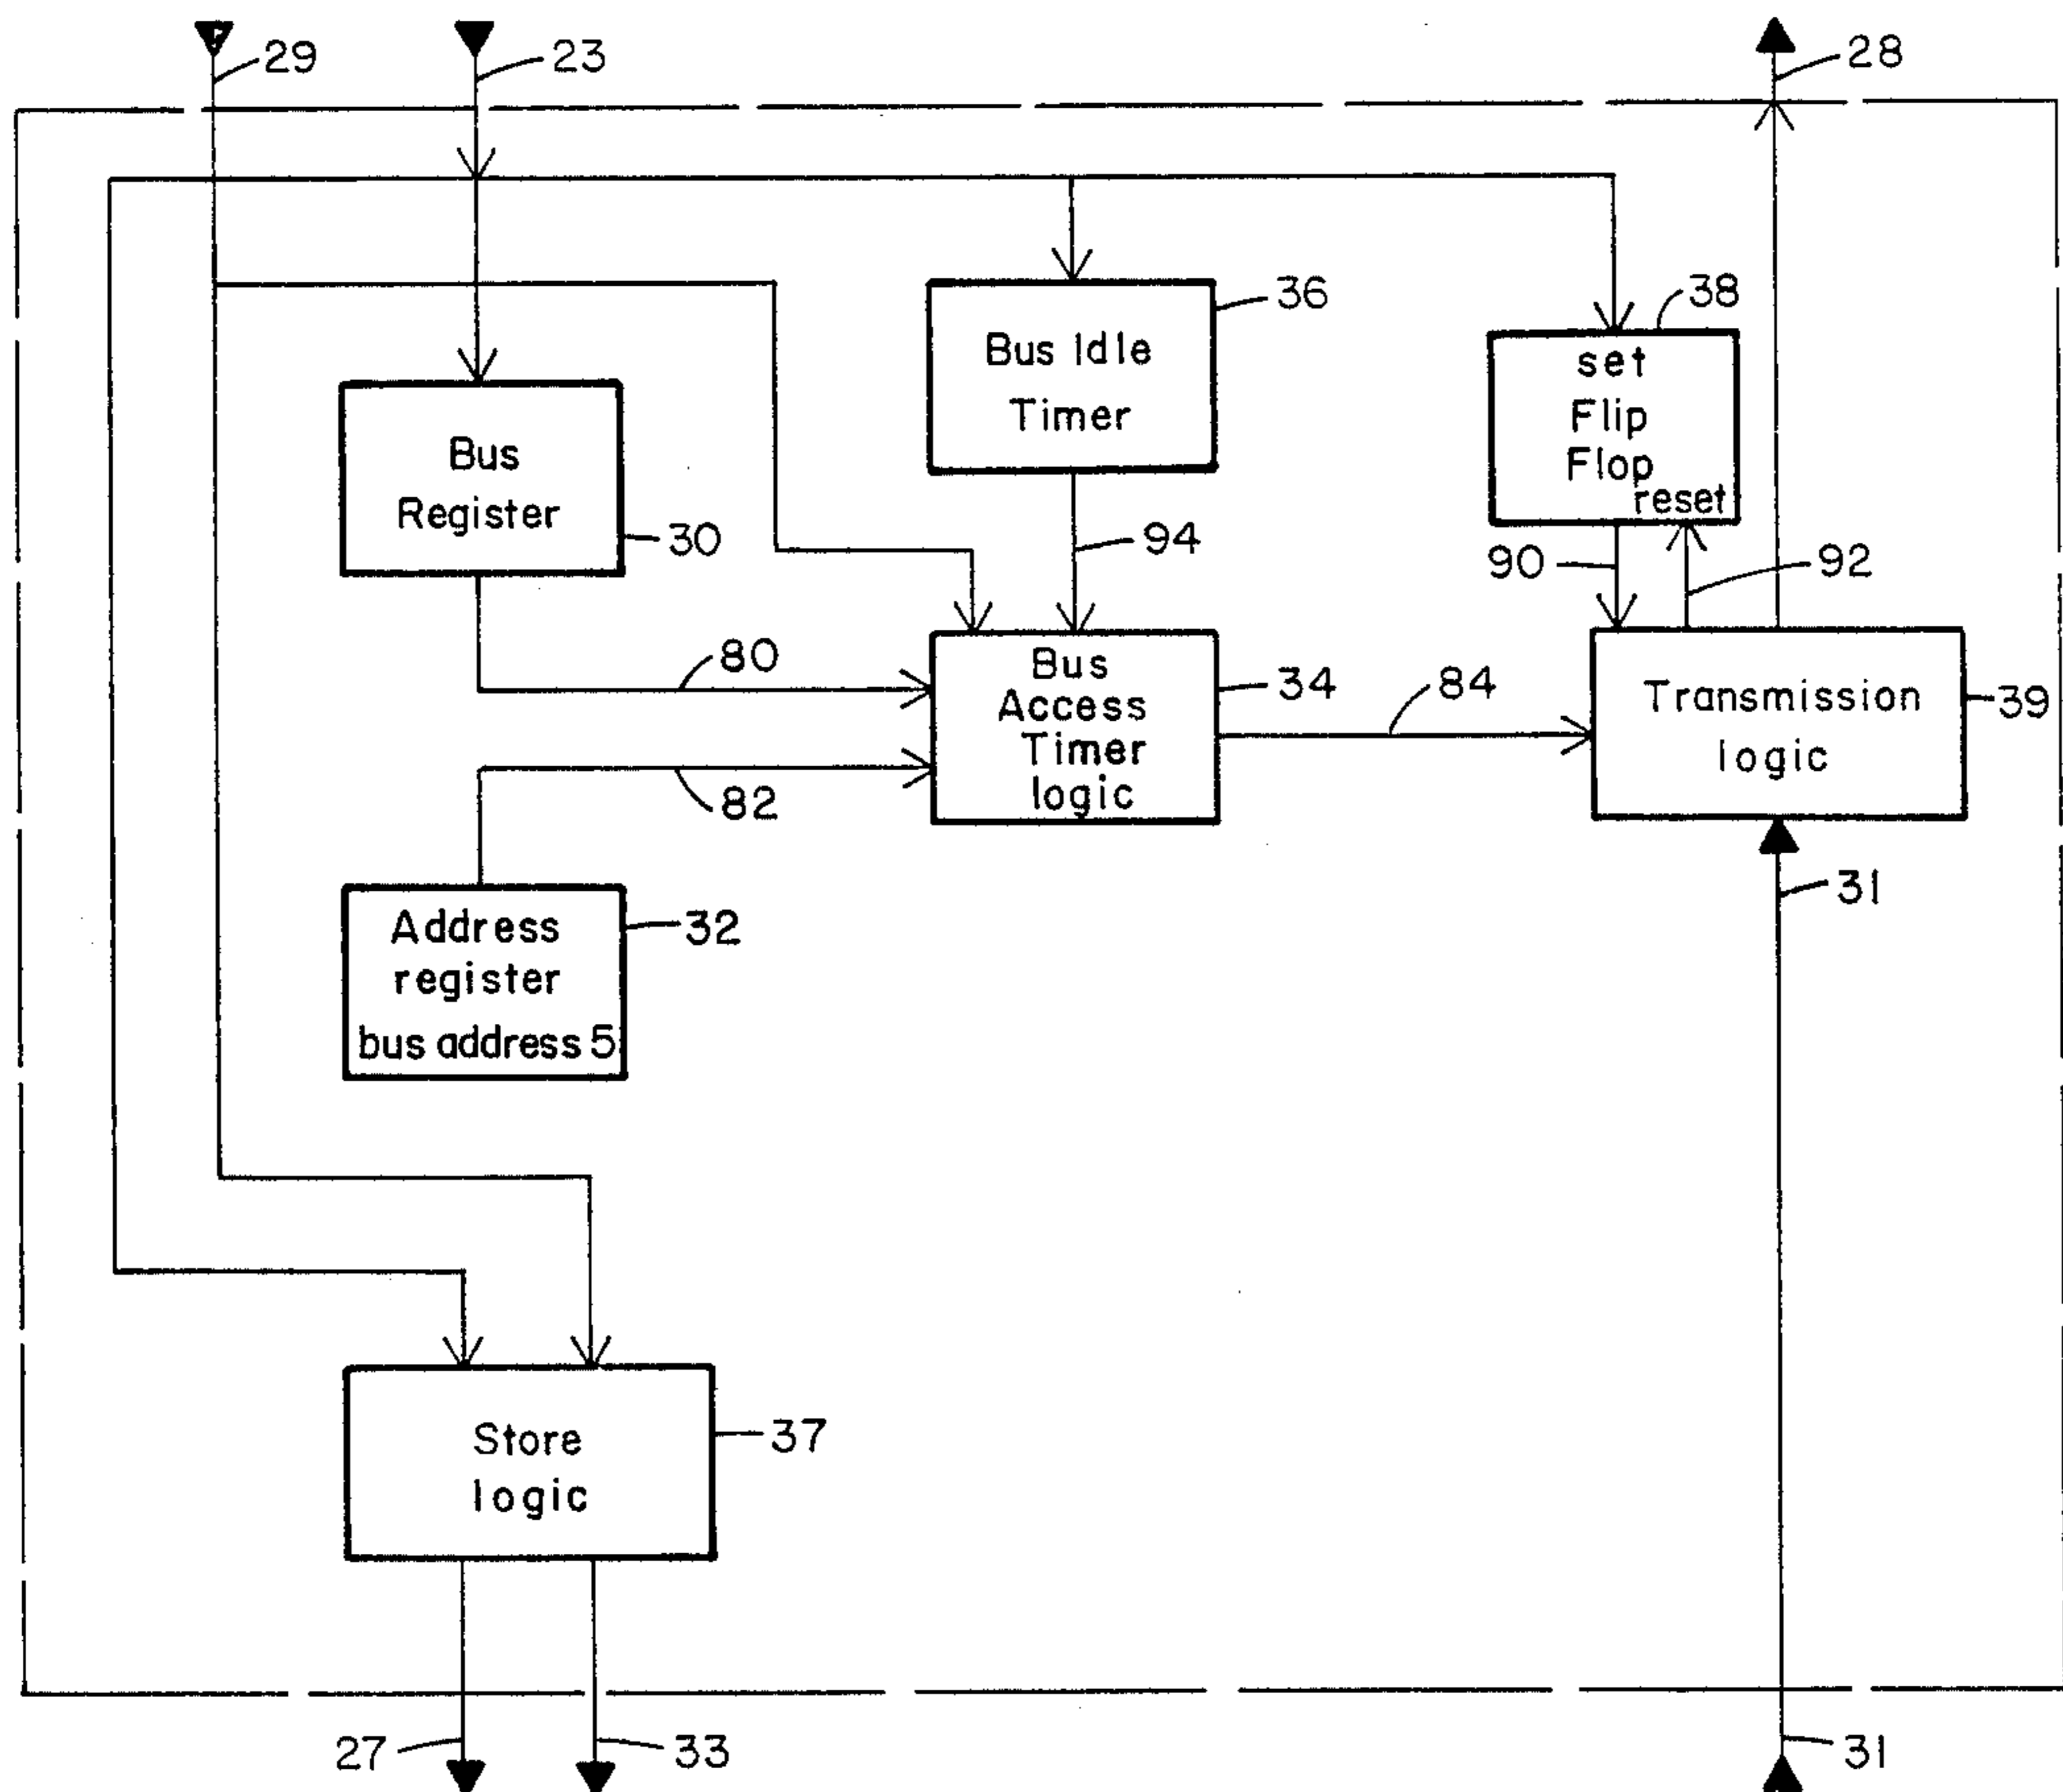 29
23
28
36
Bus Idle
Timer
38
set
Flip
Flop
reset
Bus
Register
30
94
90
92
80
Bus
Access
Timer
logic
34
84
Transmission
logic
39
82
31
Address
register
bus address 5
32
Store
logic
37
27
33
31